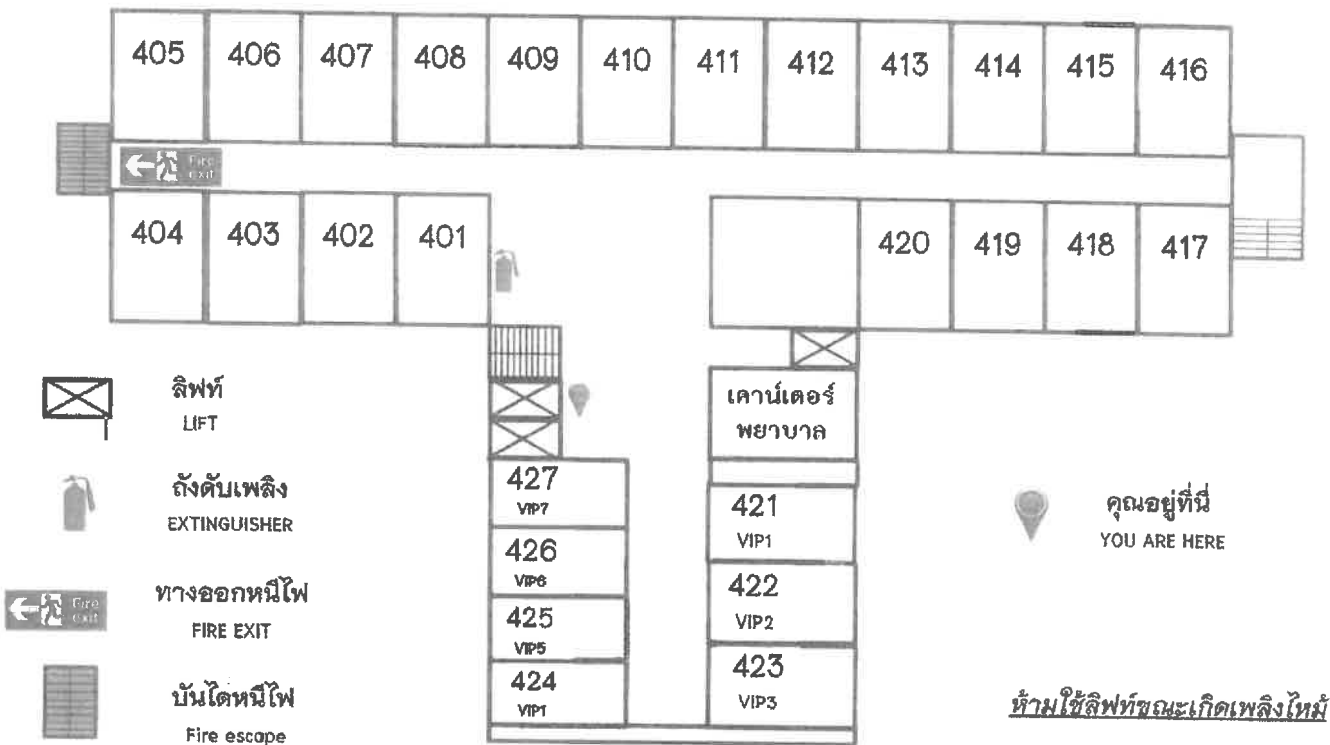 405 406 407 408 409 410 411 412 413 414 415 416
Fire
exit
404 403 402 401 420 419 418 417
ลิฟท์
LIFT
เคาน์เตอร์
พยาบาล
ถังดับเพลิง
EXTINGUISHER
427
VIP7
421
VIP1
คุณอยู่ที่นี่
YOU ARE HERE
426
VIP6
422
VIP2
ทางออกหนีไฟ
FIRE EXIT
Fire
exit
425
VIP5
423
VIP3
424
VIP1
บันไดหนีไฟ
Fire escape
ห้ามใช้ลิฟท์ขณะเกิดเพลิงไหม้